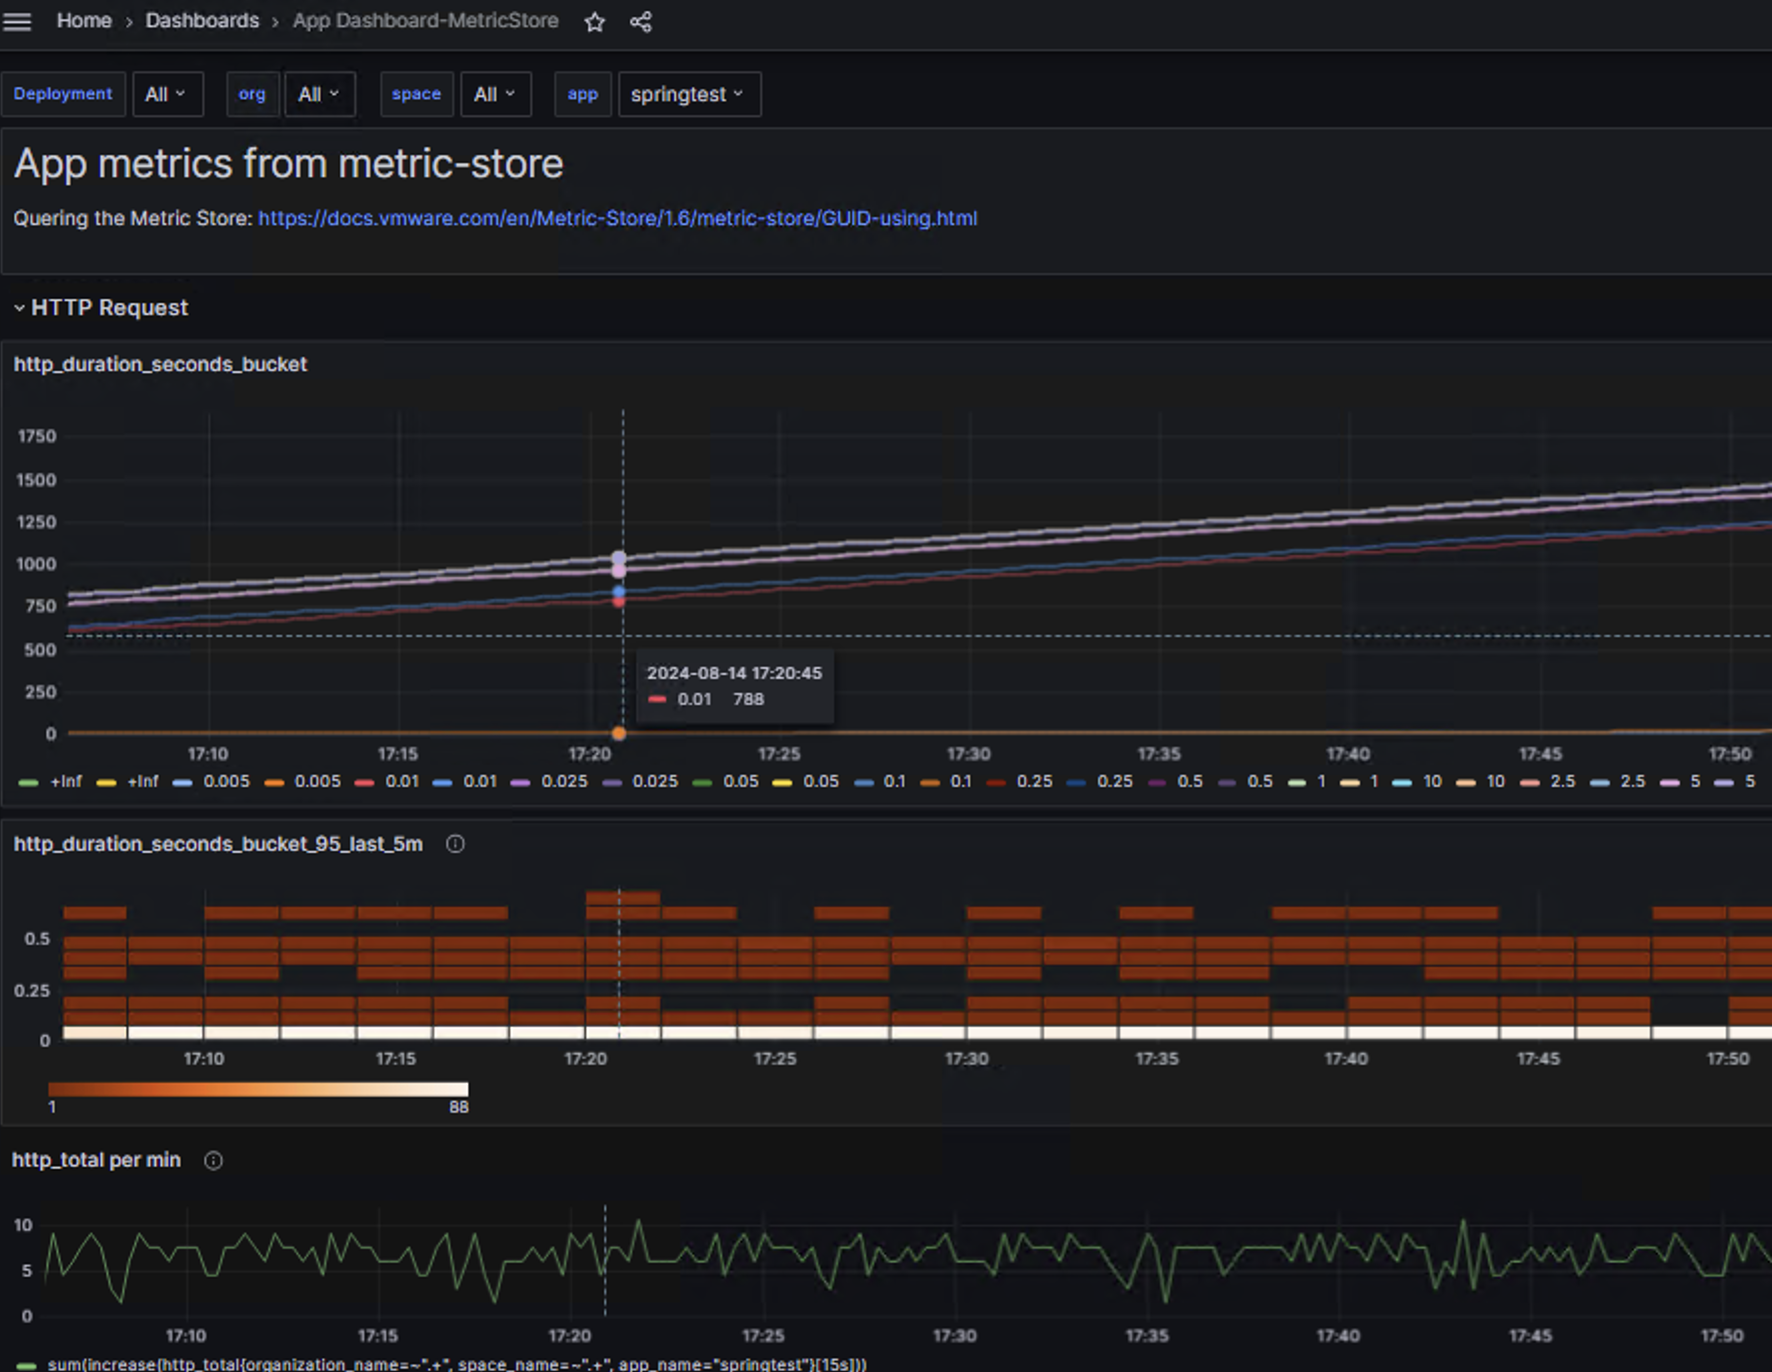 Home › Dashboards › App Dashboard-MetricStore
Deployment All org All space All app springtest
App metrics from metric-store
Quering the Metric Store: https://docs.vmware.com/en/Metric-Store/1.6/metric-store/GUID-using.html
HTTP Request
http_duration_seconds_bucket
1750
1500
1250
1000
750
500
250
0
2024-08-14 17:20:45
0.01 788
17:10 17:15 17:20 17:25 17:30 17:35 17:40 17:45 17:50
+Inf +Inf 0.005 0.005 0.01 0.01 0.025 0.025 0.05 0.05 0.1 0.1 0.25 0.25 0.5 0.5 1 1 10 10 2.5 2.5 5 5
http_duration_seconds_bucket_95_last_5m
0.5
0.25
0
17:10 17:15 17:20 17:25 17:30 17:35 17:40 17:45 17:50
1 88
http_total per min
10
5
0
17:10 17:15 17:20 17:25 17:30 17:35 17:40 17:45 17:50
sum(increase(http_total{organization_name=~".+", space_name=~".+", app_name="springtest"}[15s]))